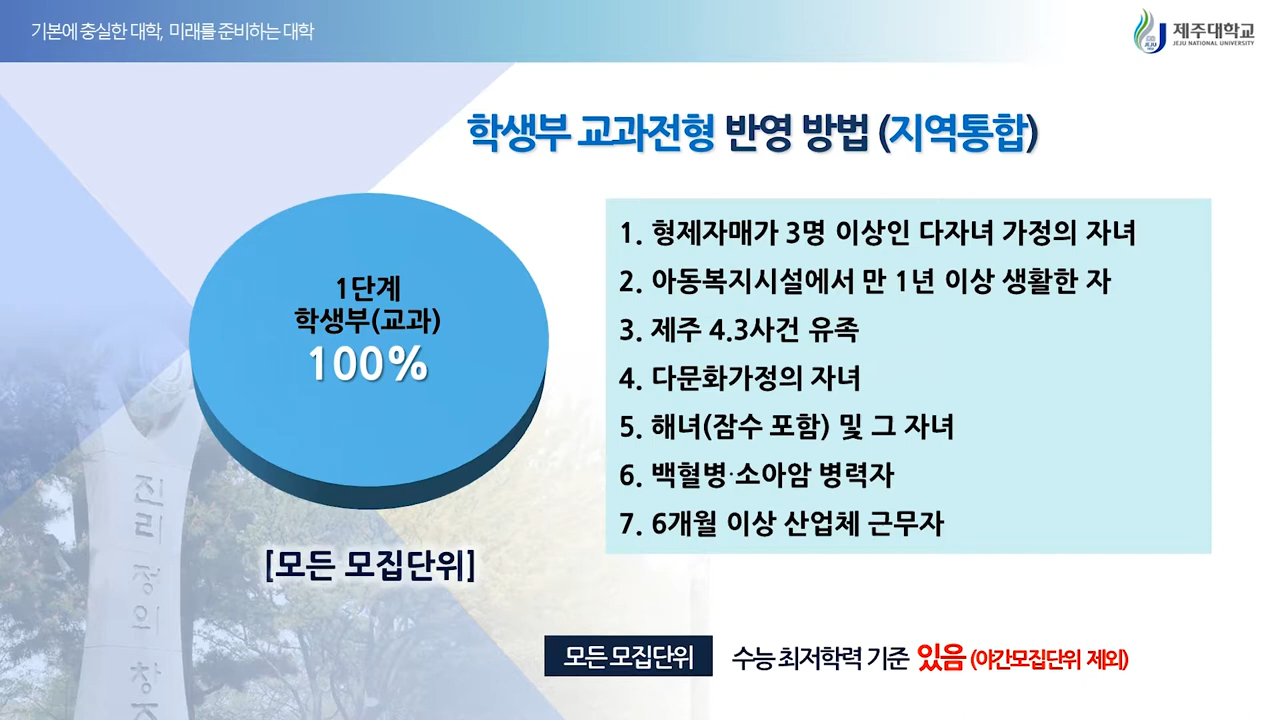 기본에 충실한 대학, 미래를 준비하는 대학
JEJU
제주대학교
JEJU NATIONAL UNIVERSITY
학생부 교과전형 반영 방법 (지역통합)
1단계
학생부(교과)
100%
[모든 모집단위]
1. 형제자매가 3명 이상인 다자녀 가정의 자녀
2. 아동복지시설에서 만 1년 이상 생활한 자
3. 제주 4.3사건 유족
4. 다문화가정의 자녀
5. 해녀(잠수 포함) 및 그 자녀
6. 백혈병·소아암 병력자
7. 6개월 이상 산업체 근무자
모든 모집단위 수능 최저학력 기준 있음 (야간모집단위 제외)
진리
정의
창